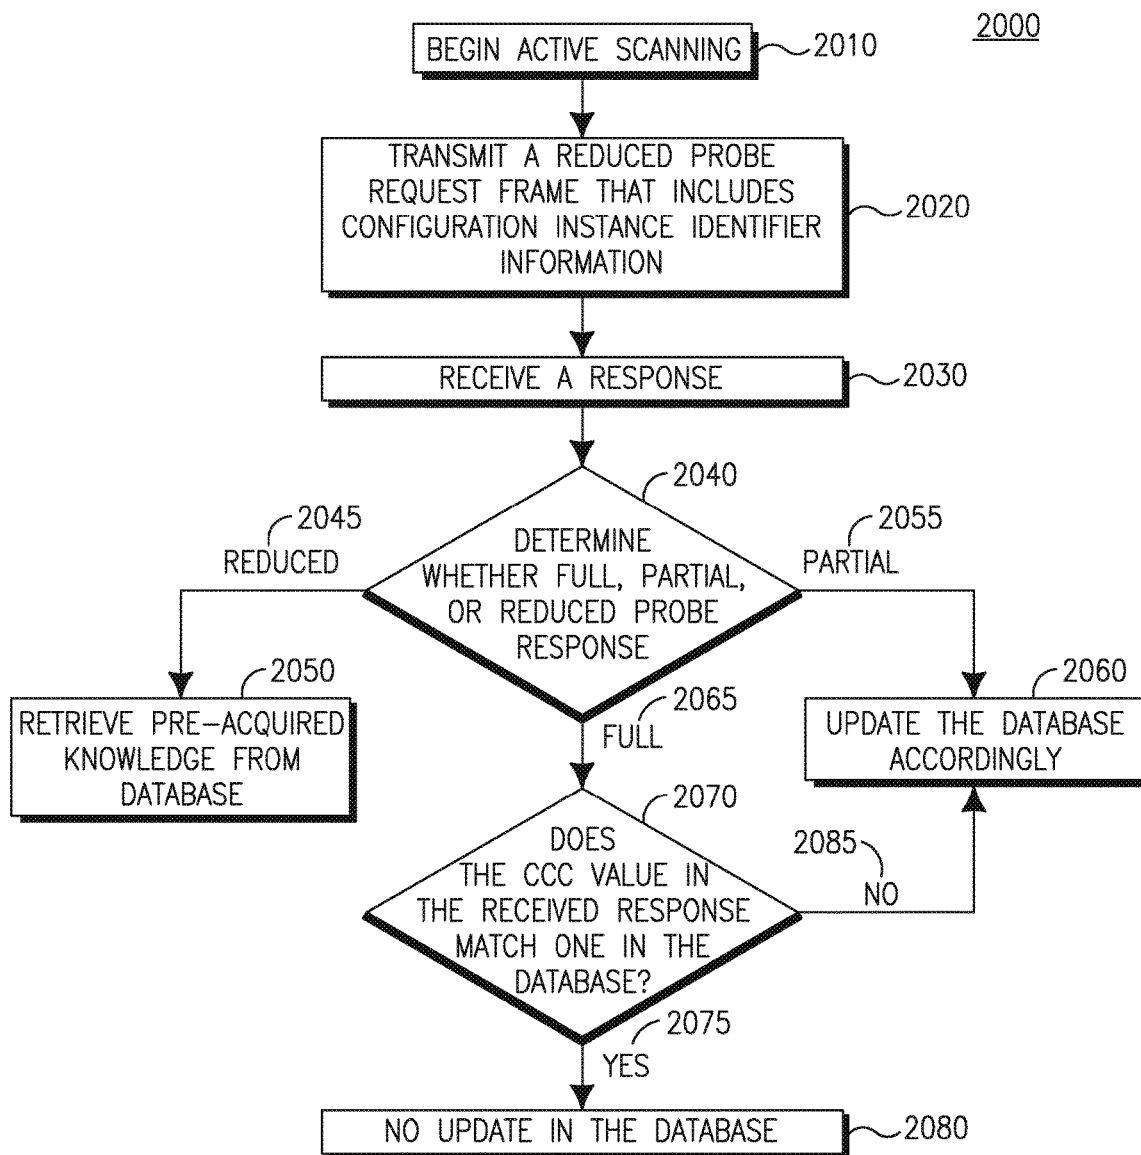 2000
BEGIN ACTIVE SCANNING
2010
TRANSMIT A REDUCED PROBE
REQUEST FRAME THAT INCLUDES
CONFIGURATION INSTANCE IDENTIFIER
INFORMATION
2020
RECEIVE A RESPONSE
2030
2040
DETERMINE
WHETHER FULL, PARTIAL,
OR REDUCED PROBE
RESPONSE
2045
REDUCED
2055
PARTIAL
2050
RETRIEVE PRE-ACQUIRED
KNOWLEDGE FROM
DATABASE
2065
FULL
2060
UPDATE THE DATABASE
ACCORDINGLY
2070
DOES
THE CCC VALUE IN
THE RECEIVED RESPONSE
MATCH ONE IN THE
DATABASE?
2085
NO
2075
YES
NO UPDATE IN THE DATABASE
2080